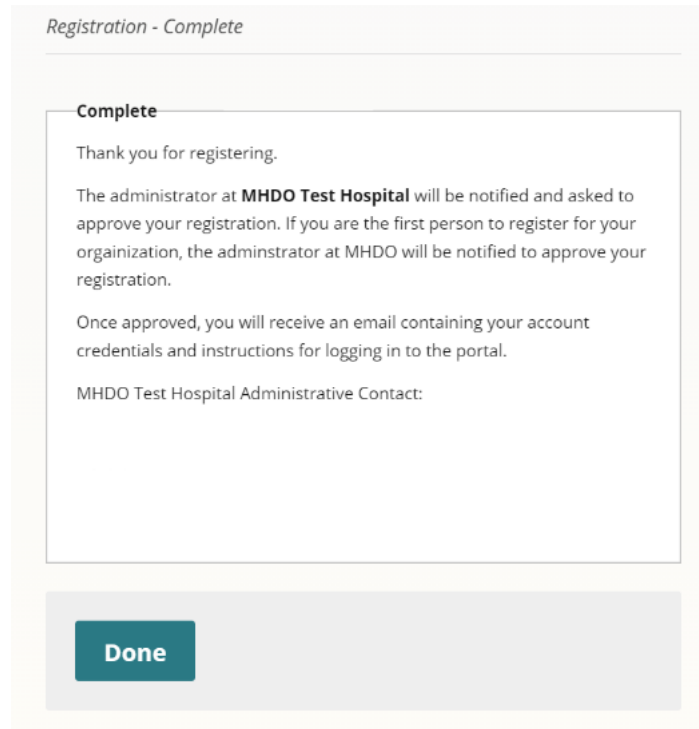 Registration - Complete
Complete
Thank you for registering.
The administrator at MHDO Test Hospital will be notified and asked to
approve your registration. If you are the first person to register for your
orgainization, the adminstrator at MHDO will be notified to approve your
registration.
Once approved, you will receive an email containing your account
credentials and instructions for logging in to the portal.
MHDO Test Hospital Administrative Contact:
Done